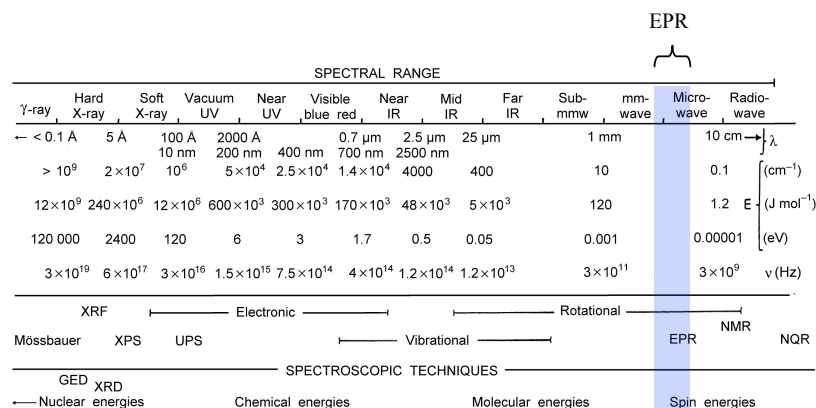 EPR
SPECTRAL RANGE
γ-ray Hard X-ray Soft X-ray Vacuum UV Near UV Visible blue red Near IR Mid IR Far IR Sub-mmw mm-wave Micro-wave Radio-wave
← < 0.1 Å 5 Å 100 Å 2000 Å 0.7 μm 2.5 μm 25 μm 1 mm 10 cm → λ
10 nm 200 nm 400 nm 700 nm 2500 nm
> 10⁹ 2×10⁷ 10⁶ 5×10⁴ 2.5×10⁴ 1.4×10⁴ 4000 400 10 0.1 (cm⁻¹)
12×10⁹ 240×10⁶ 12×10⁶ 600×10³ 300×10³ 170×10³ 48×10³ 5×10³ 120 1.2 E (J mol⁻¹)
120 000 2400 120 6 3 1.7 0.5 0.05 0.001 0.00001 (eV)
3×10¹⁹ 6×10¹⁷ 3×10¹⁶ 1.5×10¹⁵ 7.5×10¹⁴ 4×10¹⁴ 1.2×10¹⁴ 1.2×10¹³ 3×10¹¹ 3×10⁹ ν (Hz)
XRF Electronic Rotational
NMR
Mössbauer XPS UPS Vibrational EPR NQR
SPECTROSCOPIC TECHNIQUES
GED XRD
← Nuclear energies Chemical energies Molecular energies Spin energies